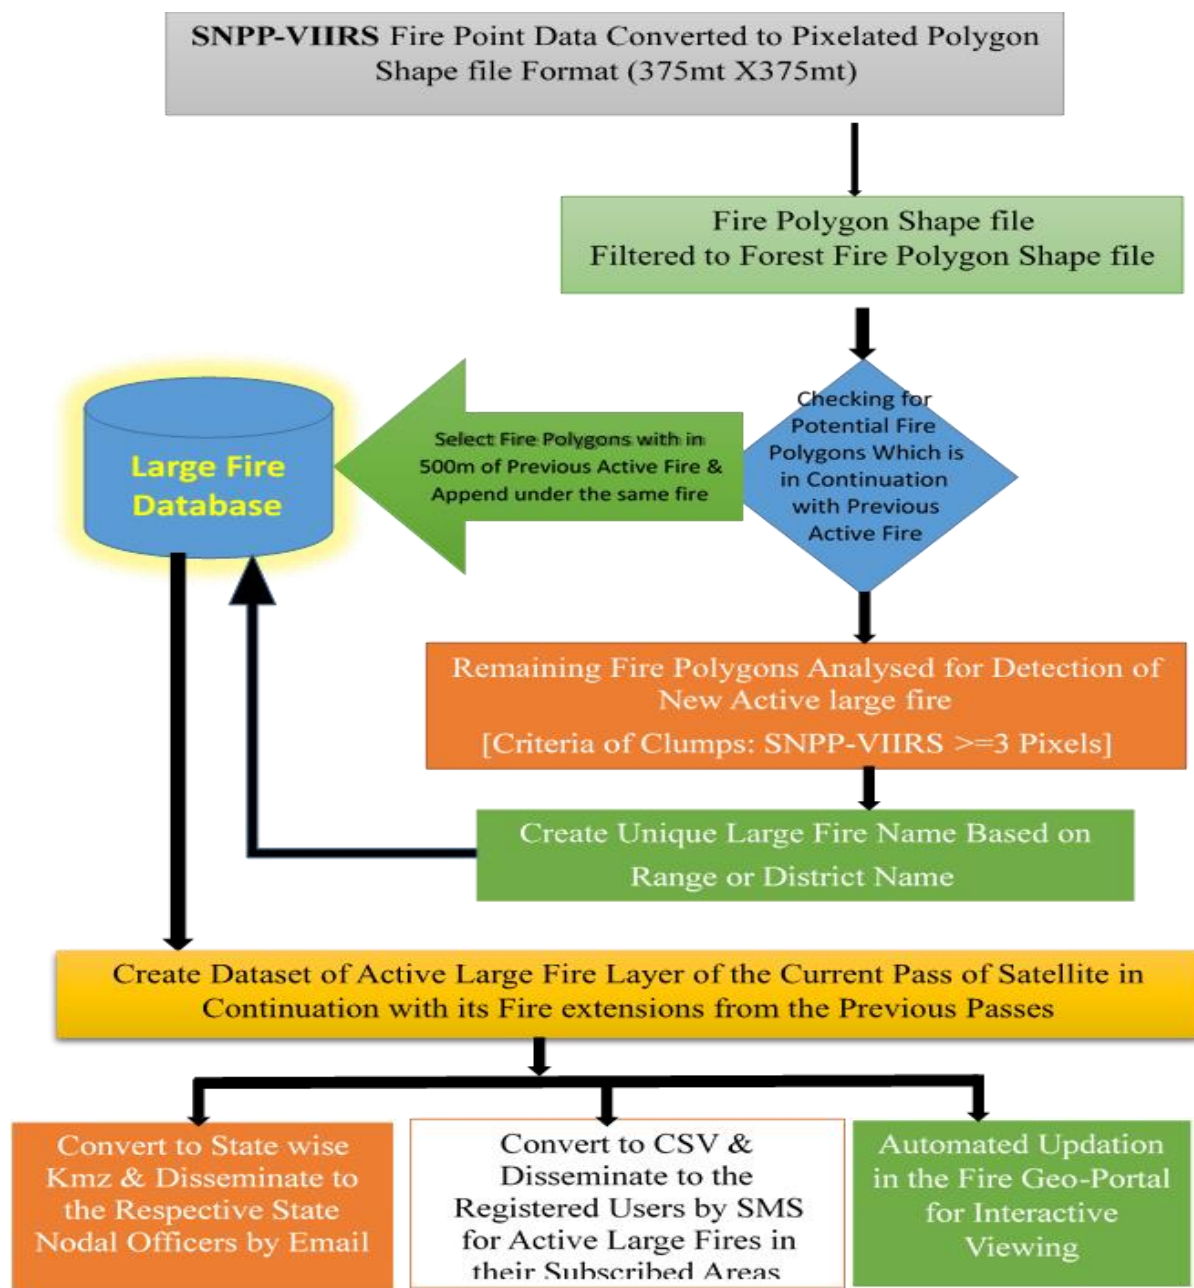 SNPP-VIIRS Fire Point Data Converted to Pixelated Polygon
Shape file Format (375mt X375mt)
Fire Polygon Shape file
Filtered to Forest Fire Polygon Shape file
Checking for
Potential Fire
Polygons Which is
in Continuation
with Previous
Active Fire
Select Fire Polygons with in
500m of Previous Active Fire &
Append under the same fire
Large Fire
Database
Remaining Fire Polygons Analysed for Detection of
New Active large fire
[Criteria of Clumps: SNPP-VIIRS >=3 Pixels]
Create Unique Large Fire Name Based on
Range or District Name
Create Dataset of Active Large Fire Layer of the Current Pass of Satellite in
Continuation with its Fire extensions from the Previous Passes
Convert to State wise
Kmz & Disseminate to
the Respective State
Nodal Officers by Email
Convert to CSV &
Disseminate to the
Registered Users by SMS
for Active Large Fires in
their Subscribed Areas
Automated Updation
in the Fire Geo-Portal
for Interactive
Viewing